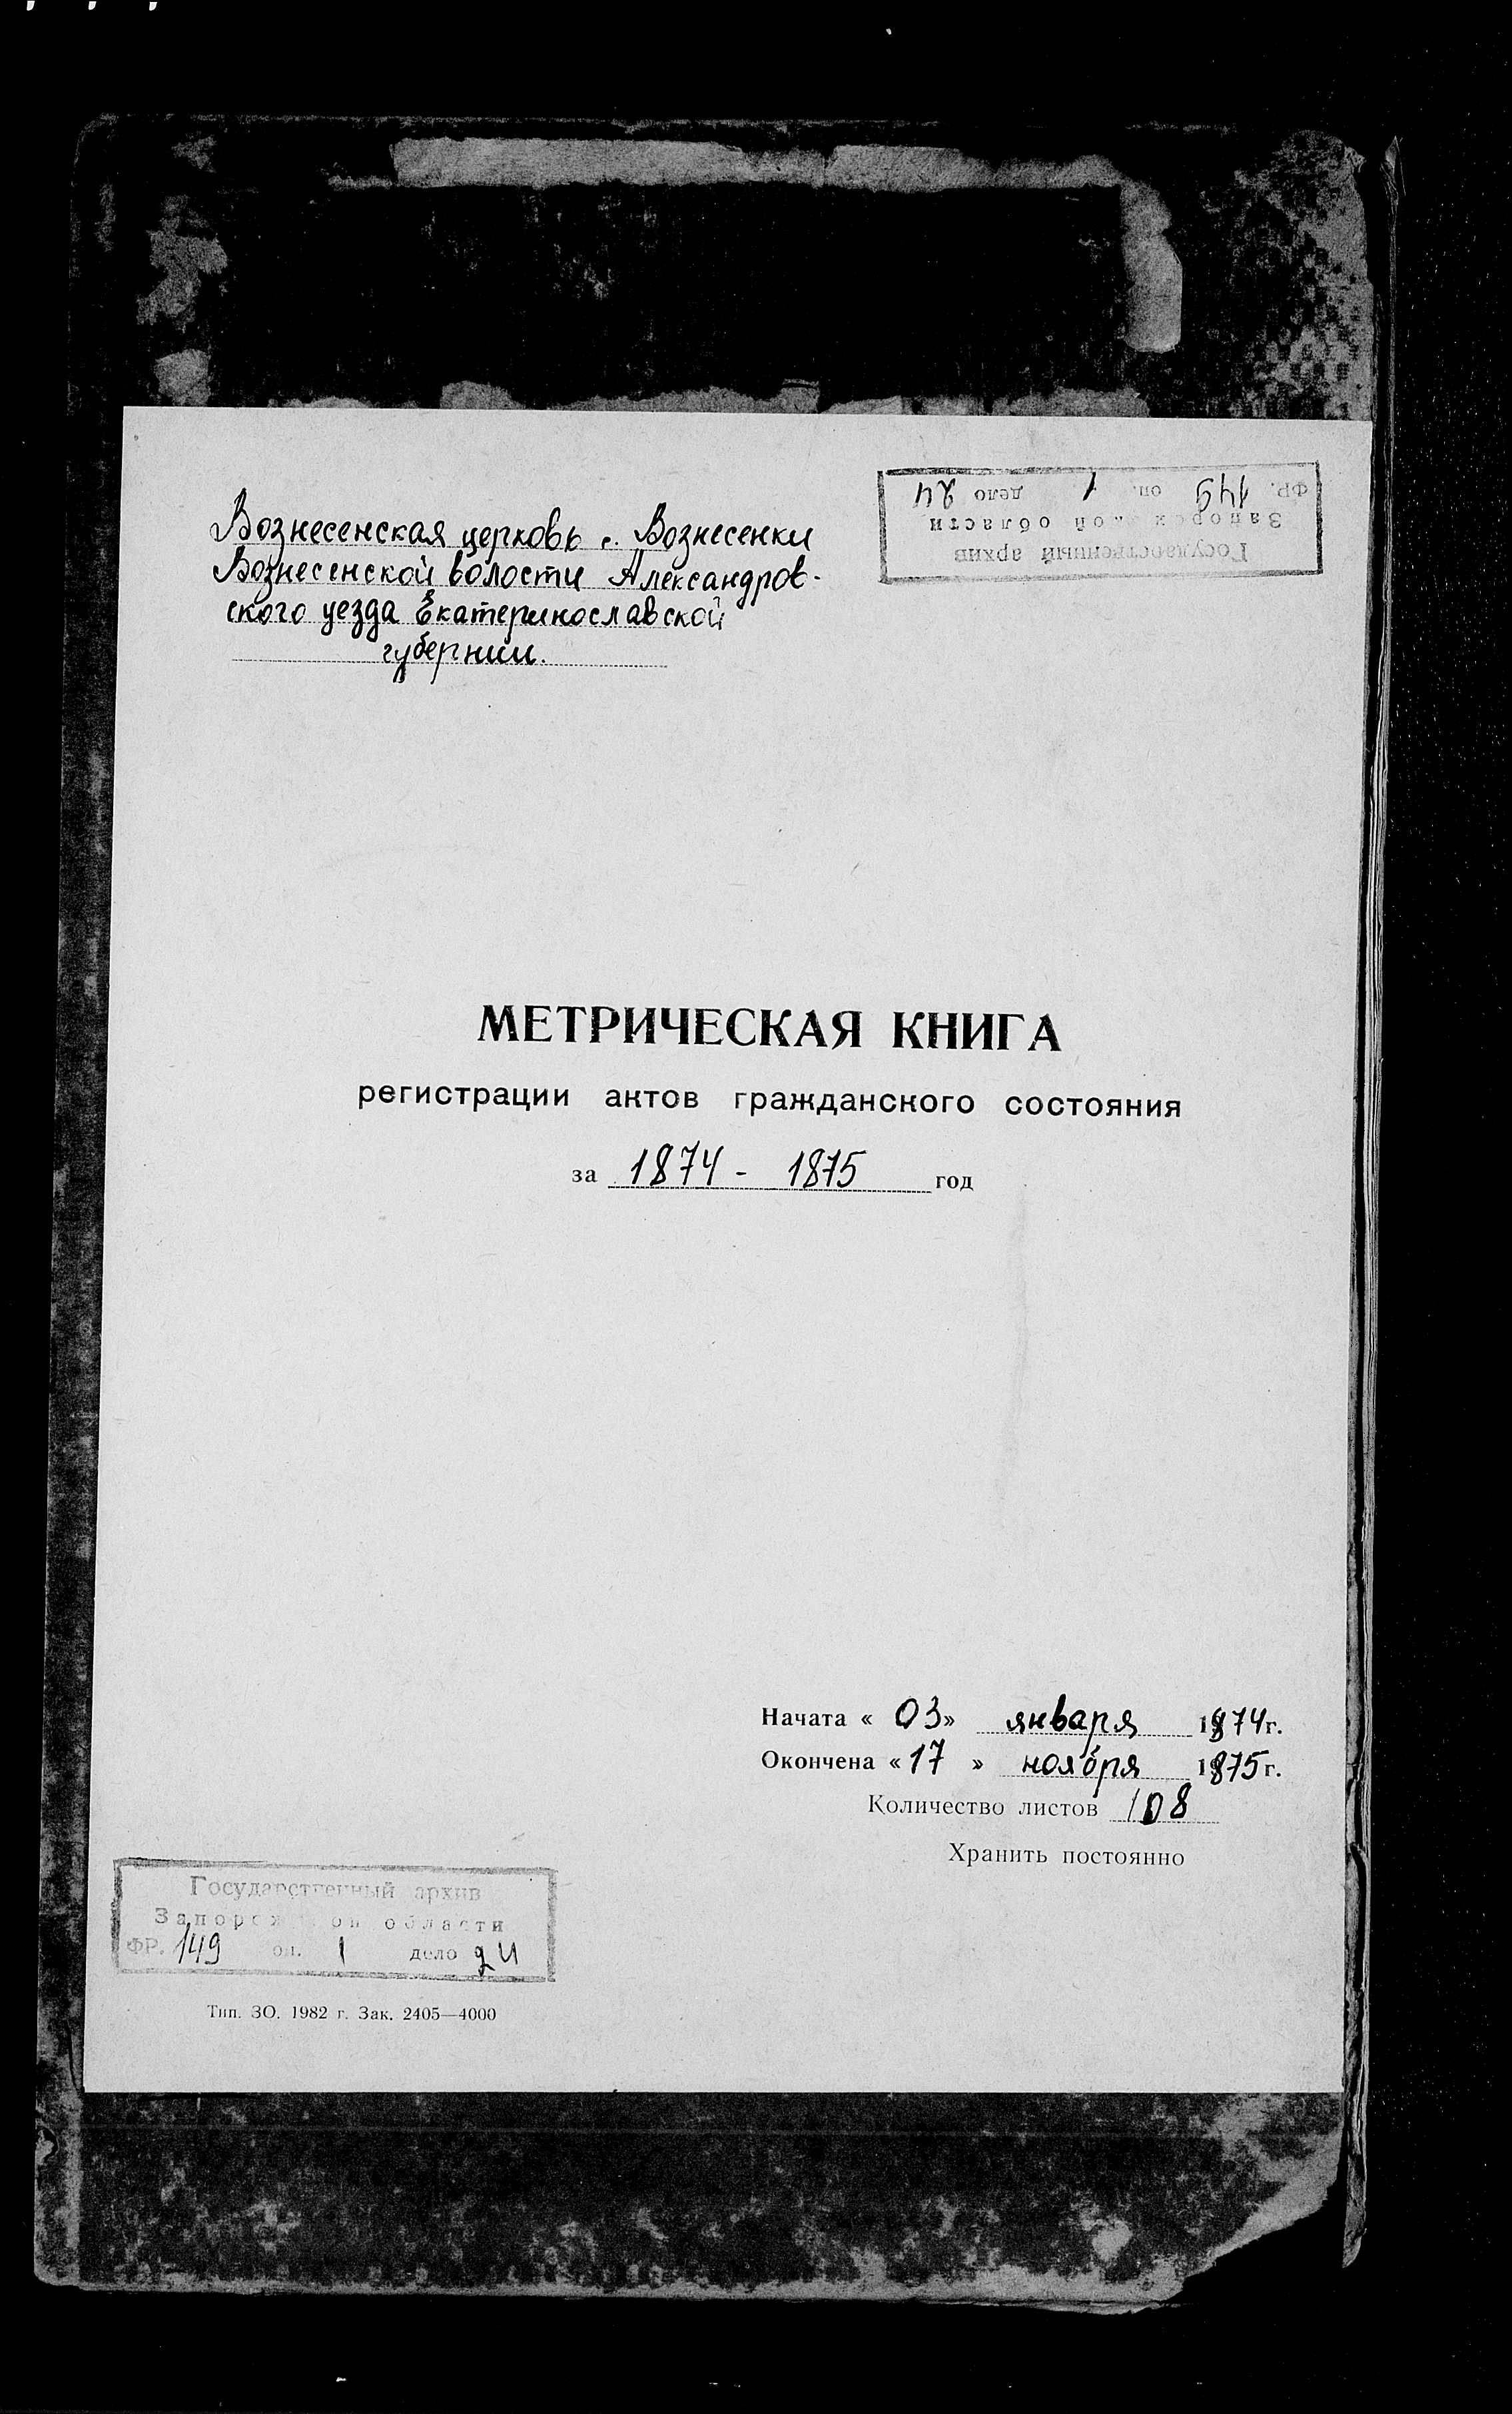 Вознесенская церковь с. Вознесенки
Вознесенской волости Александров-
ского уезда Екатеринославской
губернии.
Государственный архив
Запорожской области
ФР. 149 оп. 1 дело 24
МЕТРИЧЕСКАЯ КНИГА
регистрации актов гражданского состояния
за 1874 - 1875 год
Начата « 03 » января 1874 г.
Окончена « 17 » ноября 1875 г.
Количество листов 108
Хранить постоянно
Государственный архив
Запорожской области
ФР. 149 оп. 1 дело 24
Тип. ЗО. 1982 г. Зак. 2405—4000